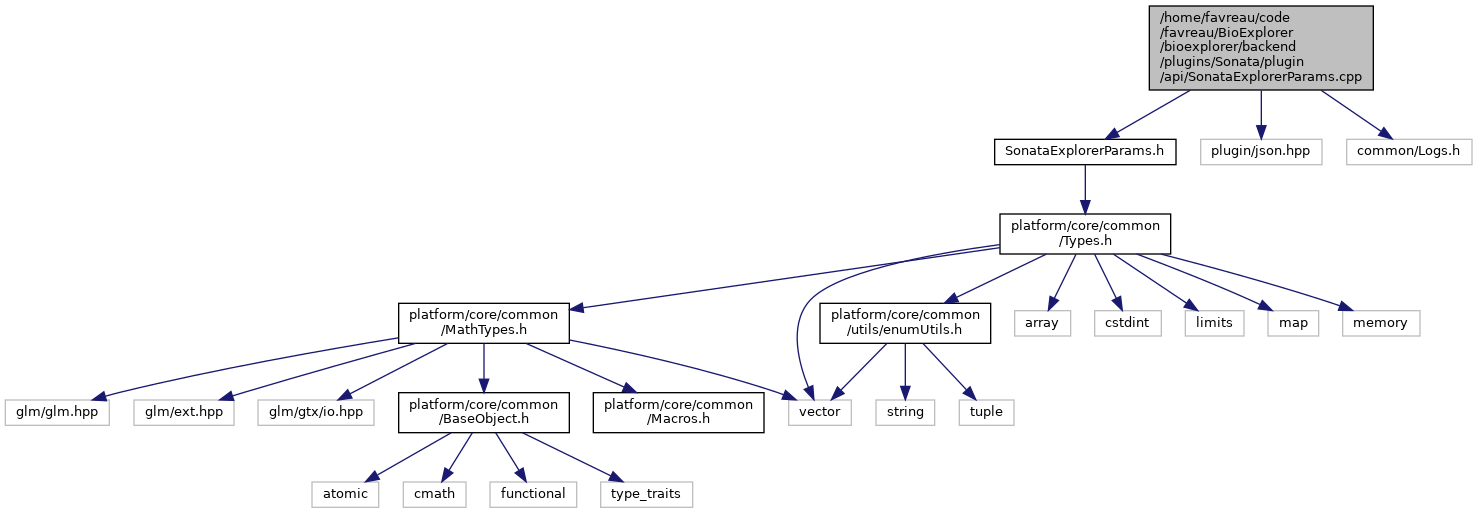 /home/favreau/code
/favreau/BioExplorer
/bioexplorer/backend
/plugins/Sonata/plugin
/api/SonataExplorerParams.cpp
SonataExplorerParams.h
plugin/json.hpp
common/Logs.h
platform/core/common
/Types.h
platform/core/common
/MathTypes.h
platform/core/common
/utils/enumUtils.h
array
cstdint
limits
map
memory
glm/glm.hpp
glm/ext.hpp
glm/gtx/io.hpp
platform/core/common
/BaseObject.h
platform/core/common
/Macros.h
vector
string
tuple
atomic
cmath
functional
type_traits